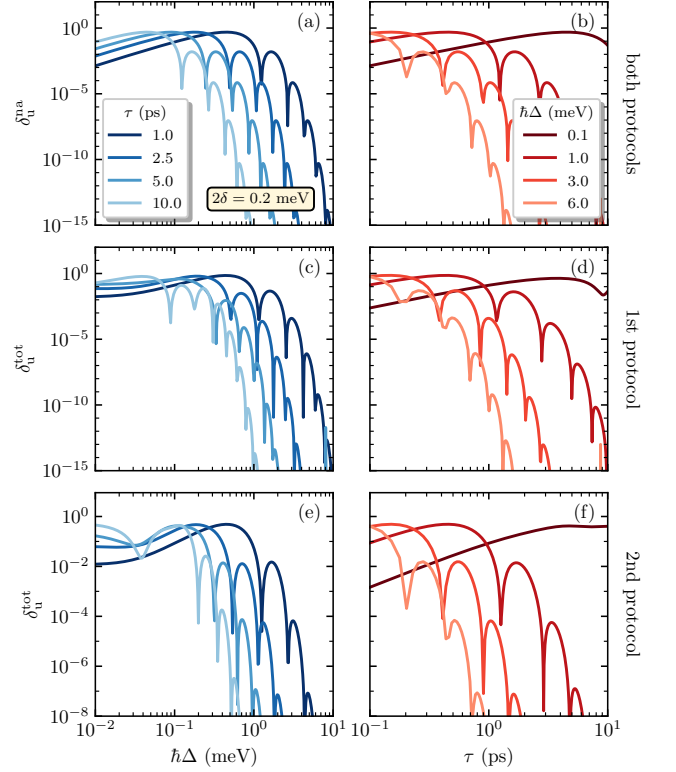 (a)
(b)
10^0
10^{-5}
10^{-10}
10^{-15}
δ_u^{na}
τ (ps)
1.0
2.5
5.0
10.0
2δ = 0.2 meV
ℏΔ (meV)
0.1
1.0
3.0
6.0
both protocols
(c)
(d)
10^0
10^{-5}
10^{-10}
10^{-15}
δ_u^{tot}
1st protocol
(e)
(f)
10^0
10^{-2}
10^{-4}
10^{-6}
10^{-8}
δ_u^{tot}
2nd protocol
10^{-2} 10^{-1} 10^0 10^1
10^{-1} 10^0 10^1
ℏΔ (meV)
τ (ps)